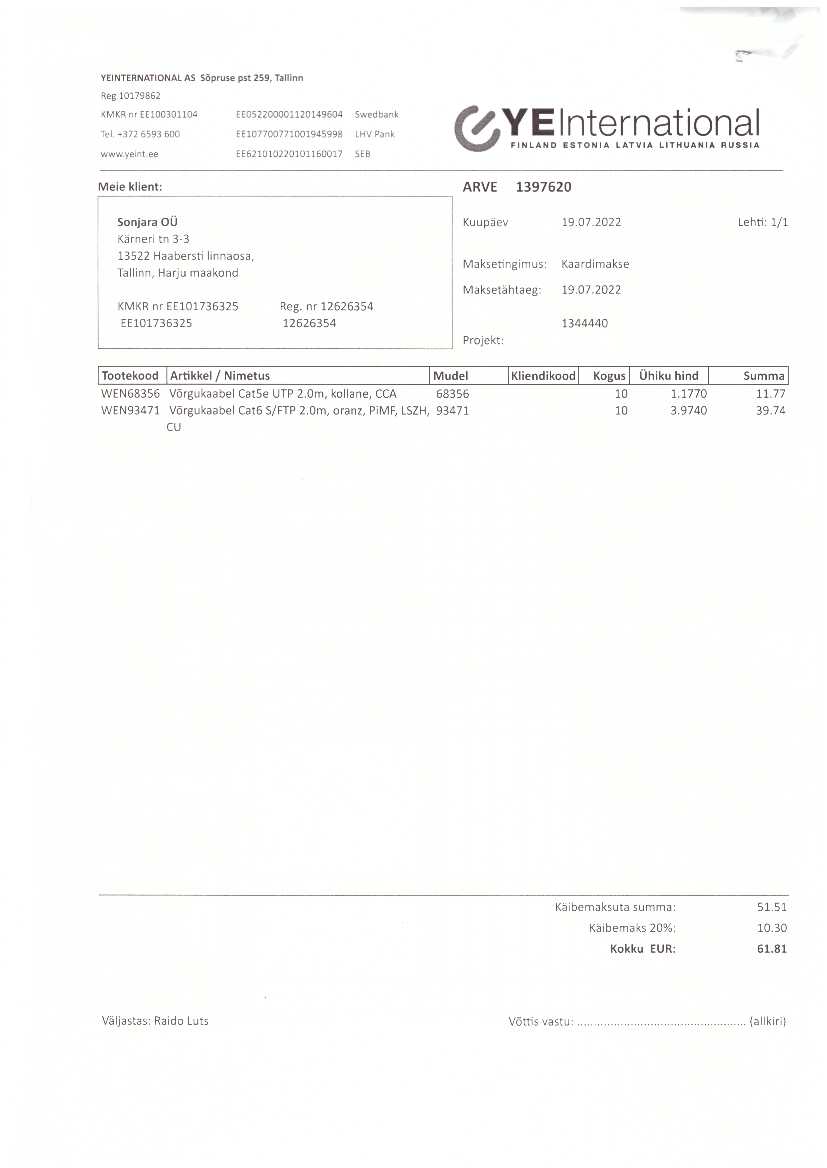 YEINTERNATIONAL AS Sõpruse pst 259, Tallinn
Reg 10179862
KMKR nr EE100301104 EE052200001120149604 Swedbank
Tel. +372 6593 600 EE107700771001945998 LHV Pank
www.yeint.ee EE621010220101160017 SEB
YEInternational
FINLAND ESTONIA LATVIA LITHUANIA RUSSIA
Meie klient:
ARVE 1397620
Sonjara OÜ
Kärneri tn 3-3
13522 Haabersti linnaosa,
Tallinn, Harju maakond
KMKR nr EE101736325 Reg. nr 12626354
EE101736325 12626354
Kuupäev 19.07.2022 Lehti: 1/1
Maksetingimus: Kaardimakse
Maksetähtaeg: 19.07.2022
1344440
Projekt:
Tootekood Artikkel / Nimetus Mudel Kliendikood Kogus Ühiku hind Summa
WEN68356 Võrgukaabel Cat5e UTP 2.0m, kollane, CCA 68356 10 1.1770 11.77
WEN93471 Võrgukaabel Cat6 S/FTP 2.0m, oranz, PiMF, LSZH, 93471 10 3.9740 39.74
CU
Käibemaksuta summa: 51.51
Käibemaks 20%: 10.30
Kokku EUR: 61.81
Väljastas: Raido Luts
Võttis vastu: .................................................. (allkiri)